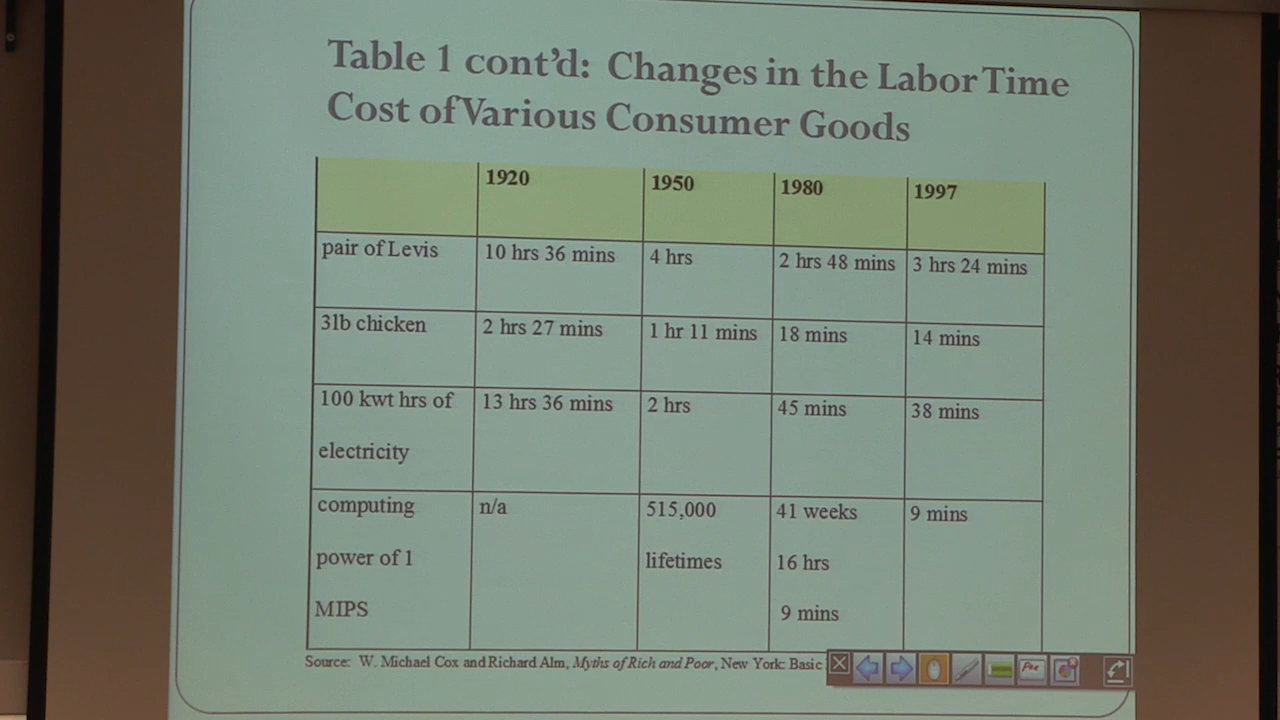 Table 1 cont'd: Changes in the Labor Time
Cost of Various Consumer Goods
1920 1950 1980 1997
pair of Levis 10 hrs 36 mins 4 hrs 2 hrs 48 mins 3 hrs 24 mins
3lb chicken 2 hrs 27 mins 1 hr 11 mins 18 mins 14 mins
100 kwt hrs of 13 hrs 36 mins 2 hrs 45 mins 38 mins
electricity
computing n/a 515,000 41 weeks 9 mins
power of 1 lifetimes 16 hrs
MIPS 9 mins
Source: W. Michael Cox and Richard Alm, Myths of Rich and Poor, New York: Basic